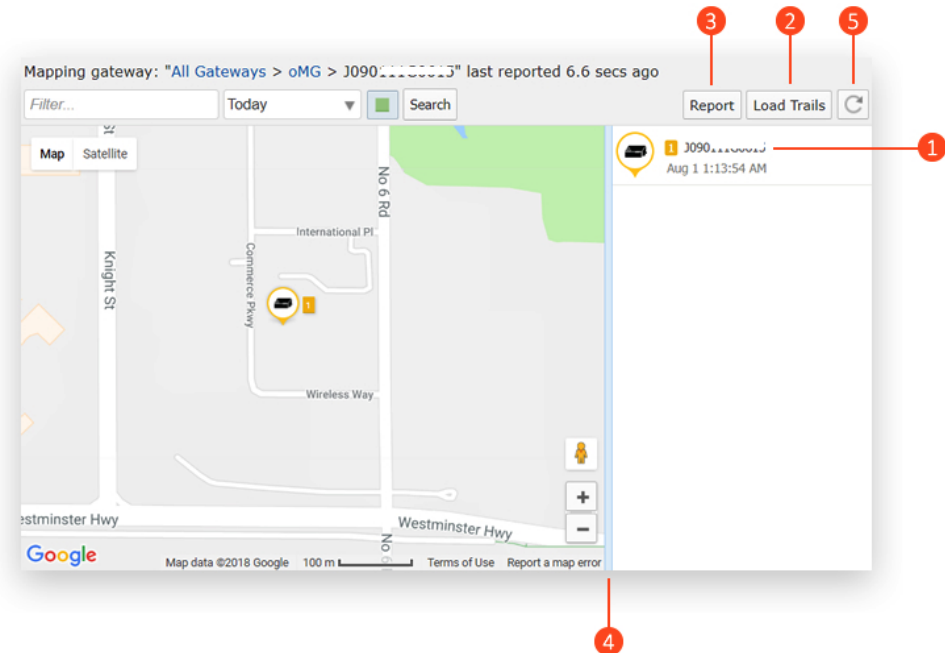 3
2
5
Mapping gateway: "All Gateways > oMG > " last reported 6.6 secs ago
Filter...
Today
Search
Report
Load Trails
Map
Satellite
St
No 6 Rd
1
Aug 1 1:13:54 AM
1
International Pl
Knight St
Commerce Pkwy
1
Wireless Way
+
−
estminster Hwy
Westminster Hwy
No 6
Google
Map data ©2018 Google
100 m
Terms of Use
Report a map error
4